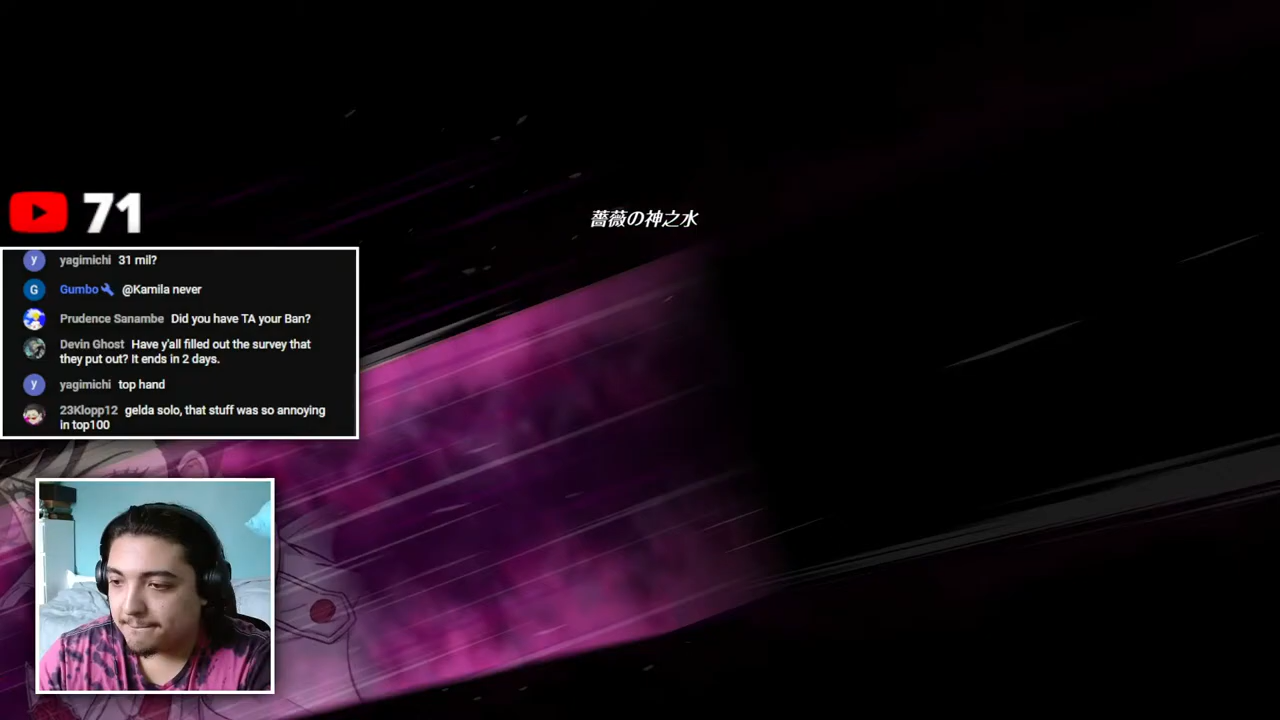 薔薇の神之水
71
yagimichi 31 mil?
Gumbo @Kamila never
Prudence Sanambe Did you have TA your Ban?
Devin Ghost Have y'all filled out the survey that
they put out? It ends in 2 days.
yagimichi top hand
23Klopp12 gelda solo, that stuff was so annoying
in top100